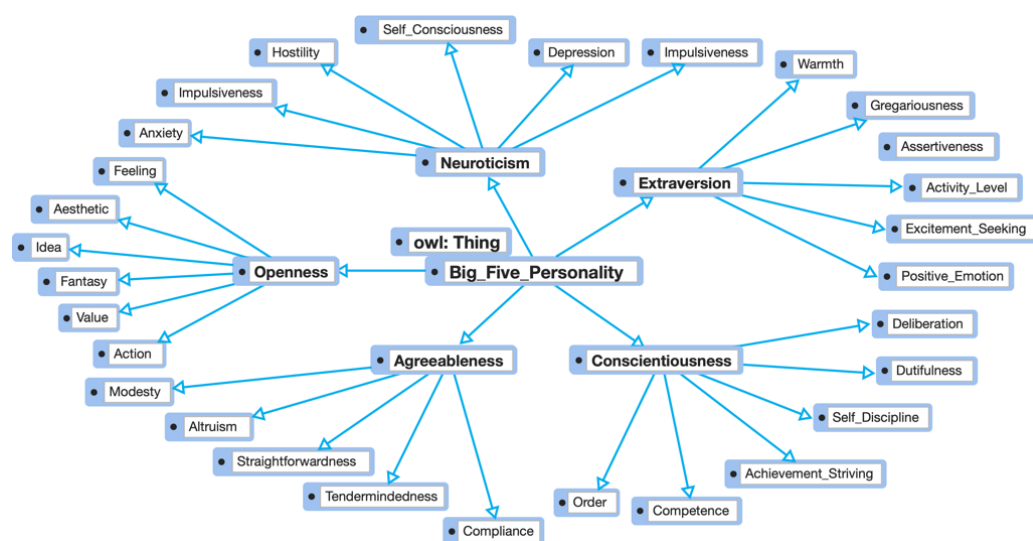 Self_Consciousness
Hostility
Depression
Impulsiveness
Warmth
Impulsiveness
Gregariousness
Anxiety
Assertiveness
Neuroticism
Feeling
Extraversion
Activity_Level
Aesthetic
Excitement_Seeking
owl: Thing
Idea
Openness
Big_Five_Personality
Positive_Emotion
Fantasy
Value
Deliberation
Action
Agreeableness
Conscientiousness
Dutifulness
Modesty
Self_Discipline
Altruism
Straightforwardness
Achievement_Striving
Tendermindedness
Order
Competence
Compliance